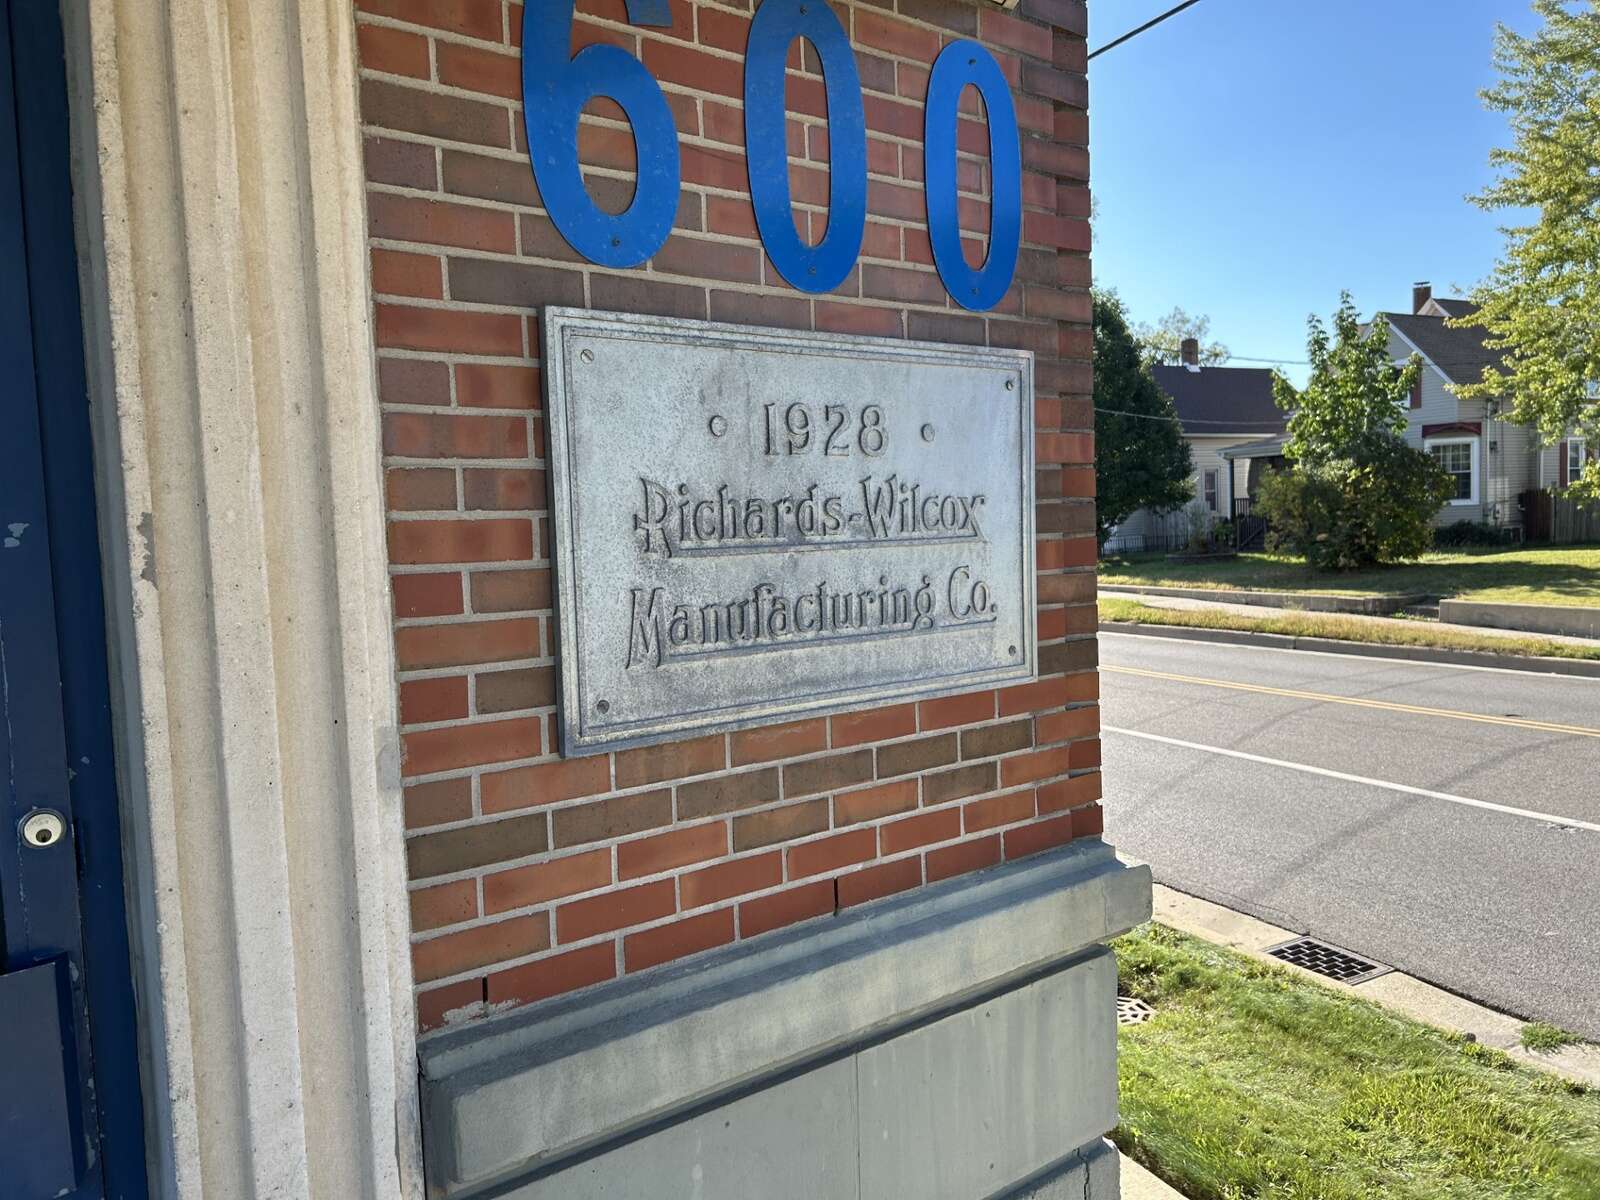 600
• 1928 •
Richards-Wilcox
Manufacturing Co.